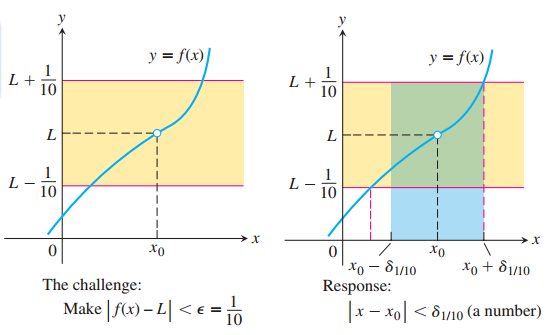 y
y = f(x)
L + 1/10
L
L − 1/10
0
x₀
x
The challenge:
Make |f(x) − L| < ϵ = 1/10
y
y = f(x)
L + 1/10
L
L − 1/10
0
x₀
x
x₀ − δ₁/₁₀
x₀ + δ₁/₁₀
Response:
|x − x₀| < δ₁/₁₀ (a number)